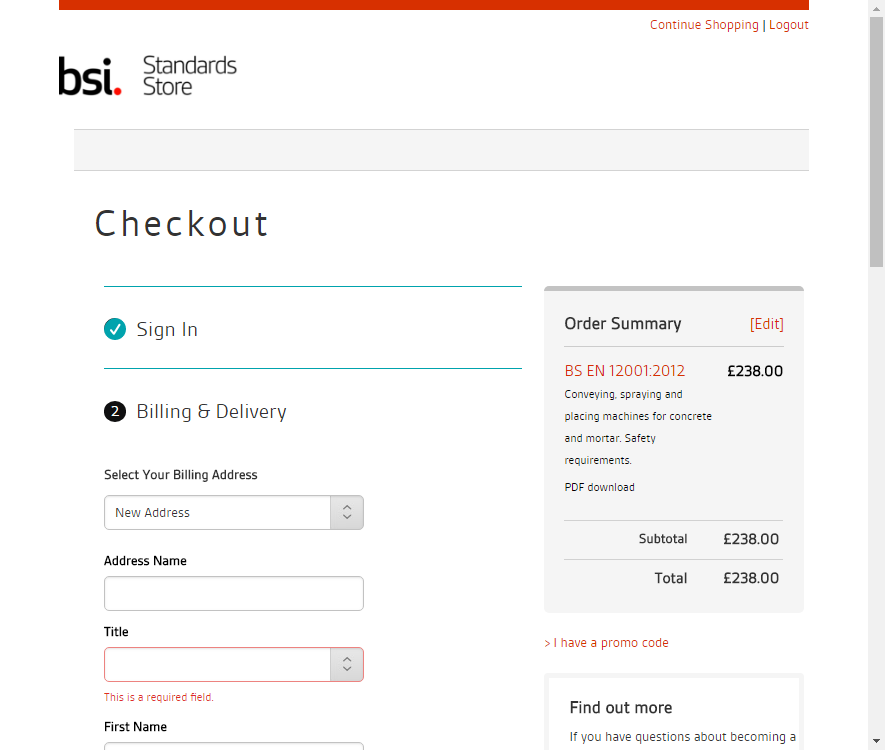 Continue Shopping | Logout
bsi. Standards
Store
Checkout
Sign In
2 Billing & Delivery
Select Your Billing Address
New Address
Address Name
Title
This is a required field.
First Name
Order Summary [Edit]
BS EN 12001:2012 £238.00
Conveying, spraying and
placing machines for concrete
and mortar. Safety
requirements.
PDF download
Subtotal £238.00
Total £238.00
> I have a promo code
Find out more
If you have questions about becoming a